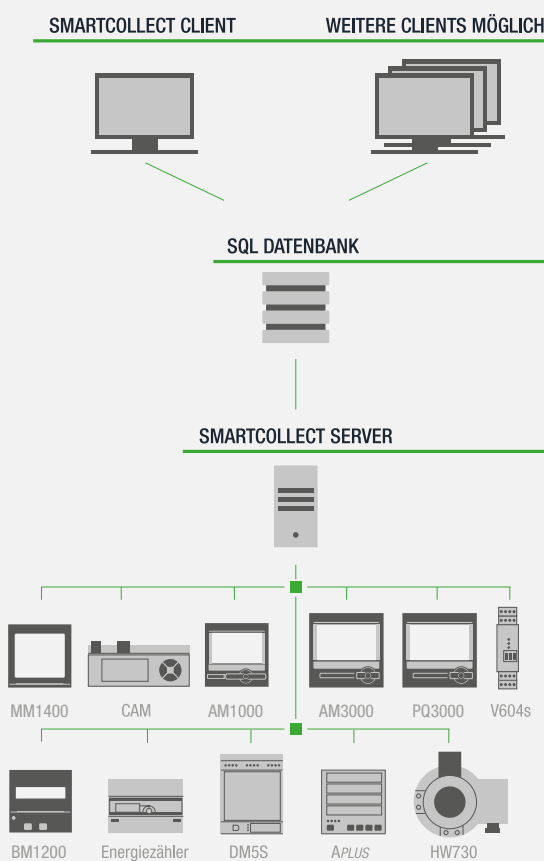 SMARTCOLLECT CLIENT WEITERE CLIENTS MÖGLICH
SQL DATENBANK
SMARTCOLLECT SERVER
MM1400 CAM AM1000 AM3000 PQ3000 V604s
BM1200 Energiezähler DM5S APLUS HW730